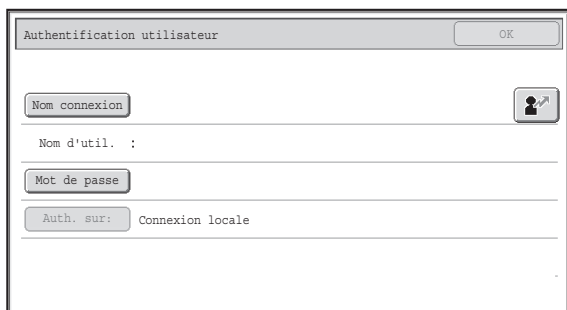 Authentification utilisateur OK
Nom connexion
Nom d'util. :
Mot de passe
Auth. sur: Connexion locale